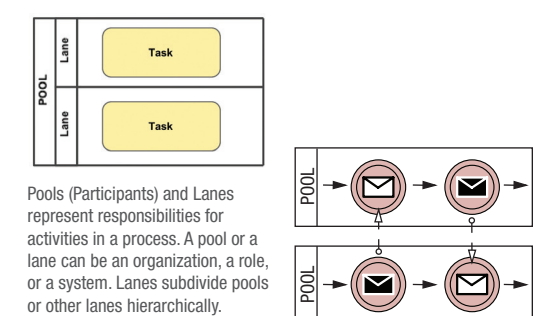 POOL
Lane
Task
Lane
Task
Pools (Participants) and Lanes
represent responsibilities for
activities in a process. A pool or a
lane can be an organization, a role,
or a system. Lanes subdivide pools
or other lanes hierarchically.
POOL
POOL